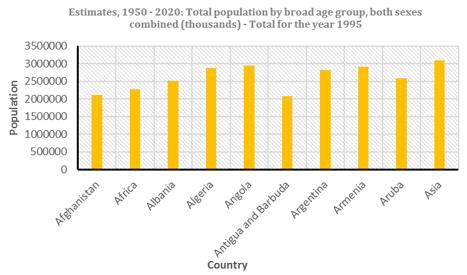 Estimates, 1950 - 2020: Total population by broad age group, both sexes
combined (thousands) - Total for the year 1995
3500000
3000000
2500000
2000000
1500000
1000000
500000
0
Population
Afghanistan
Africa
Albania
Algeria
Angola
Antigua and Barbuda
Argentina
Armenia
Aruba
Asia
Country